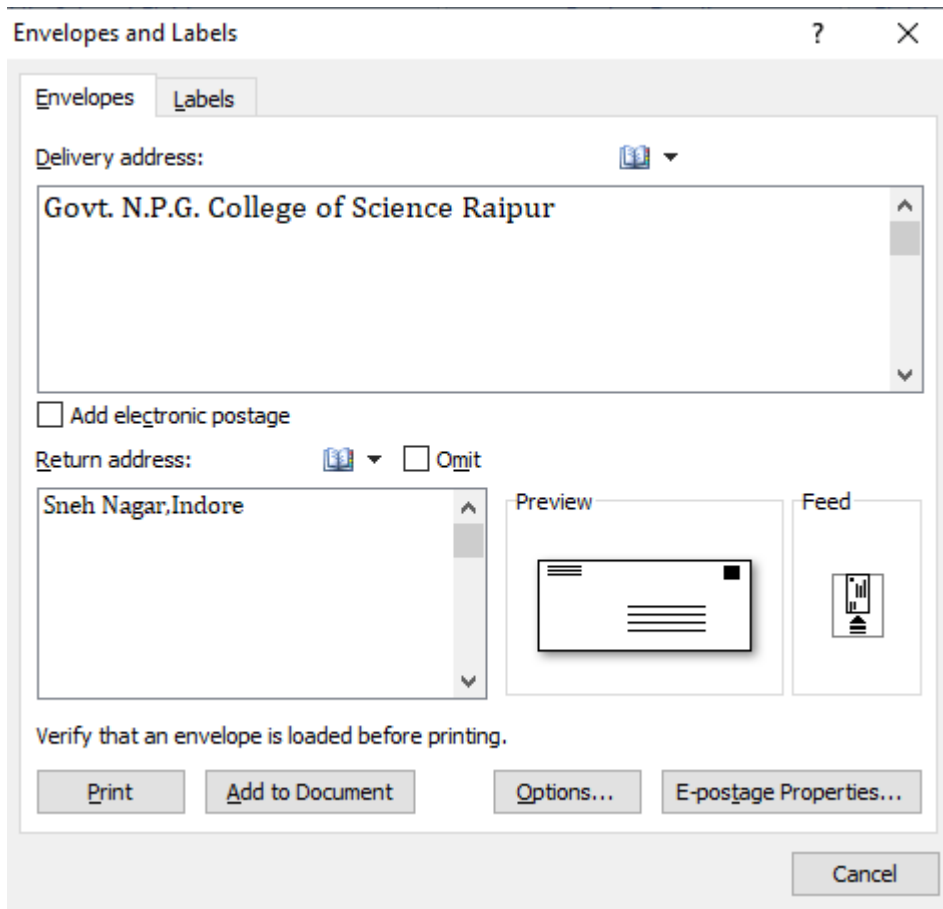 Envelopes and Labels ?
Envelopes Labels
Delivery address:
Govt. N.P.G. College of Science Raipur
Add electronic postage
Return address: Omit
Sneh Nagar,Indore
Preview Feed
Verify that an envelope is loaded before printing.
Print Add to Document Options... E-postage Properties...
Cancel